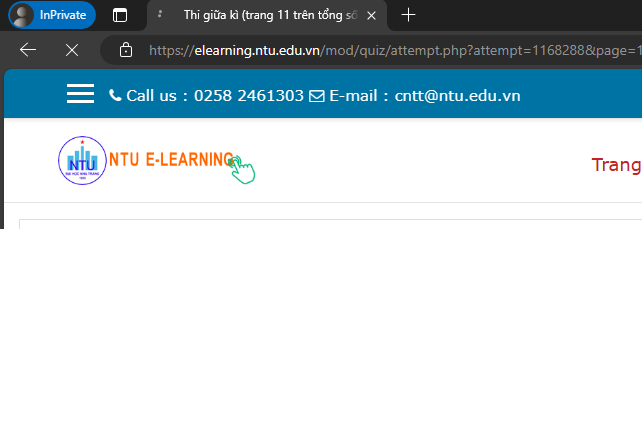 InPrivate
Thi giữa kì (trang 11 trên tổng số
https://elearning.ntu.edu.vn/mod/quiz/attempt.php?attempt=1168288&page=1
Call us : 0258 2461303 E-mail : cntt@ntu.edu.vn
NTU
NTU E-LEARNING
Trang